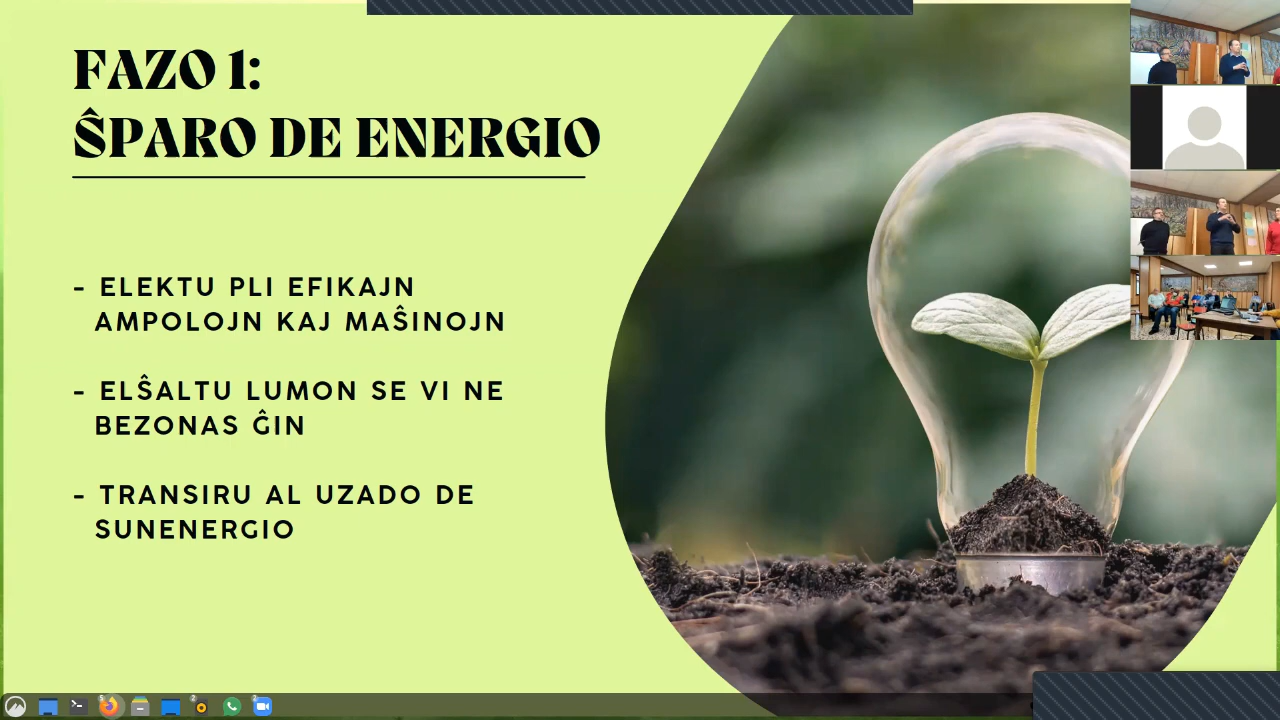 FAZO 1:
ŜPARO DE ENERGIO
- ELEKTU PLI EFIKAJN
AMPOLOJN KAJ MAŜINOJN
- ELŜALTU LUMON SE VI NE
BEZONAS ĜIN
- TRANSIRU AL UZADO DE
SUNENERGIO